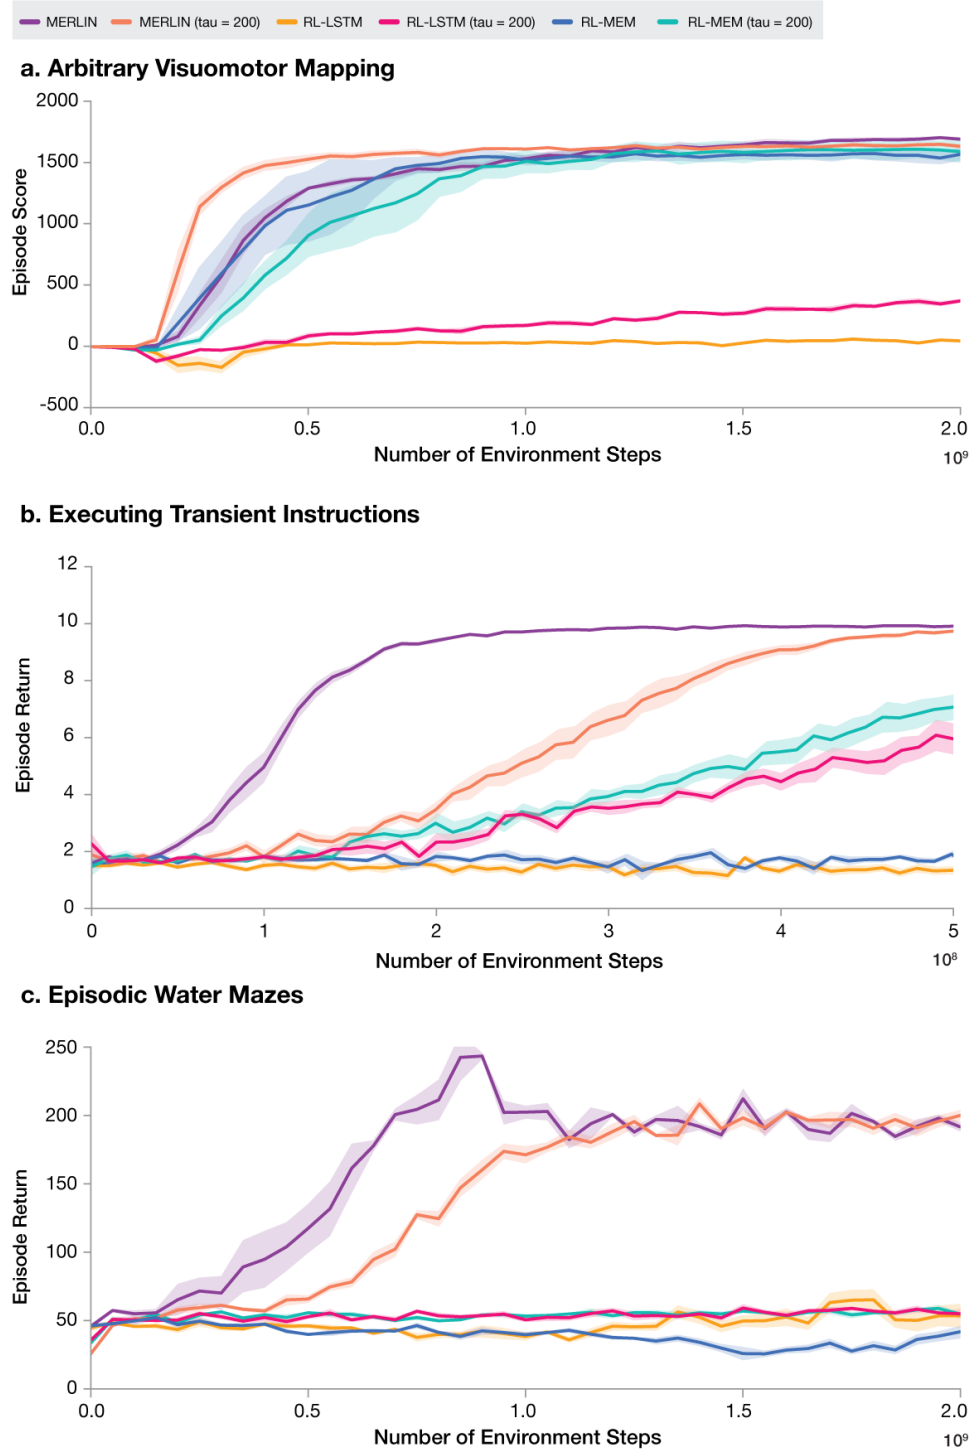 MERLIN MERLIN (tau = 200) RL-LSTM RL-LSTM (tau = 200) RL-MEM RL-MEM (tau = 200)
a. Arbitrary Visuomotor Mapping
2000
1500
1000
500
0
-500
Episode Score
0.0 0.5 1.0 1.5 2.0
Number of Environment Steps
10⁹
b. Executing Transient Instructions
12
10
8
6
4
2
0
Episode Return
0 1 2 3 4 5
Number of Environment Steps
10⁸
c. Episodic Water Mazes
250
200
150
100
50
0
Episode Return
0.0 0.5 1.0 1.5 2.0
Number of Environment Steps
10⁹